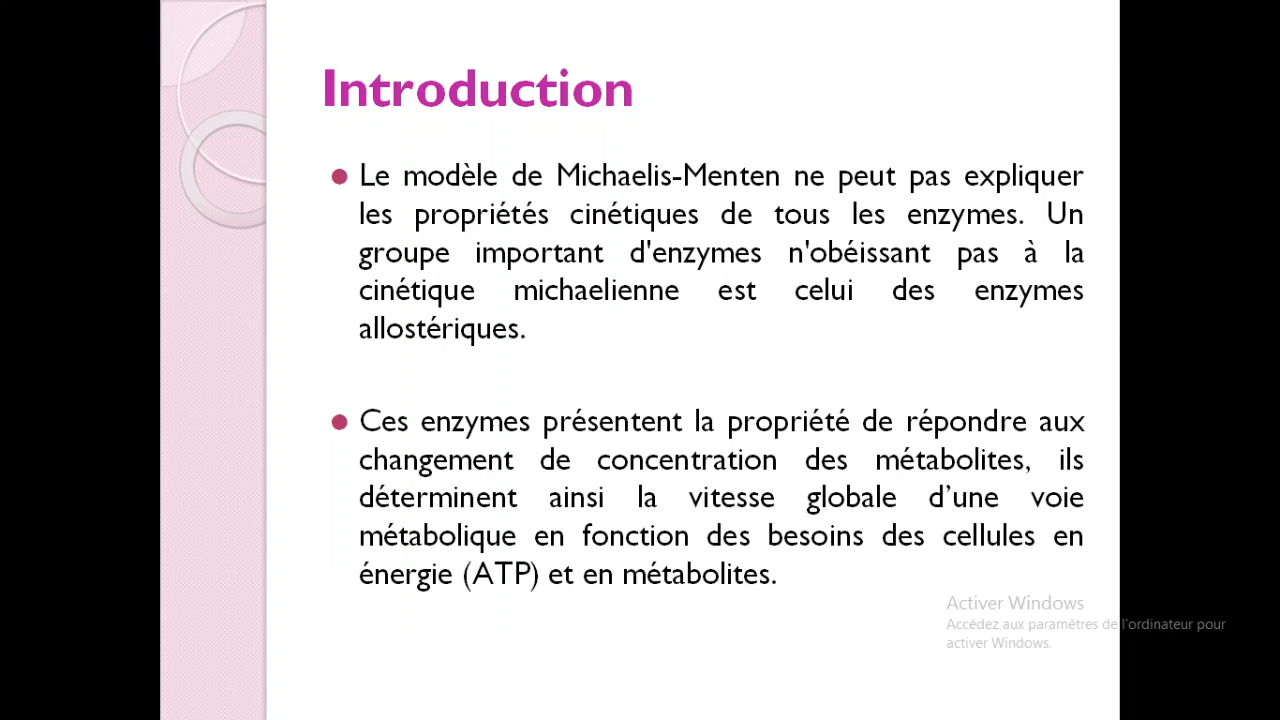 Introduction
Le modèle de Michaelis-Menten ne peut pas expliquer
les propriétés cinétiques de tous les enzymes. Un
groupe important d'enzymes n'obéissant pas à la
cinétique michaelienne est celui des enzymes
allostériques.
Ces enzymes présentent la propriété de répondre aux
changement de concentration des métabolites, ils
déterminent ainsi la vitesse globale d’une voie
métabolique en fonction des besoins des cellules en
énergie (ATP) et en métabolites.
Activer Windows
Accédez aux paramètres de l'ordinateur pour
activer Windows.